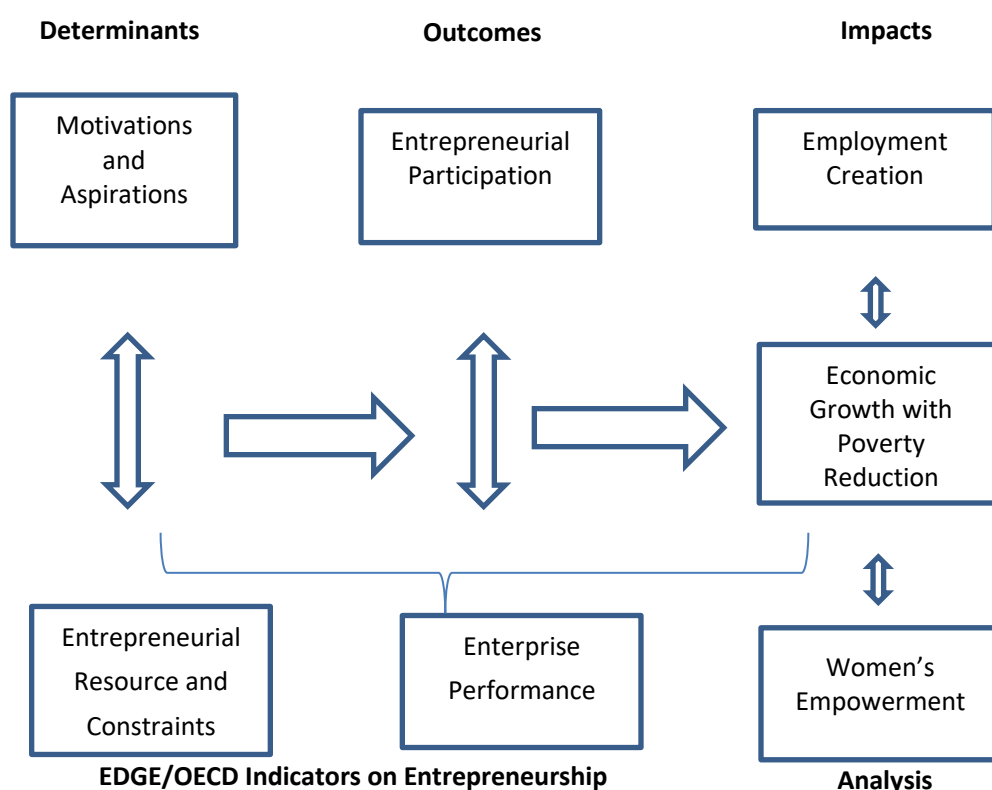 Determinants
Outcomes
Impacts
Motivations
and
Aspirations
Entrepreneurial
Participation
Employment
Creation
Economic
Growth with
Poverty
Reduction
Entrepreneurial
Resource and
Constraints
Enterprise
Performance
Women’s
Empowerment
EDGE/OECD Indicators on Entrepreneurship
Analysis